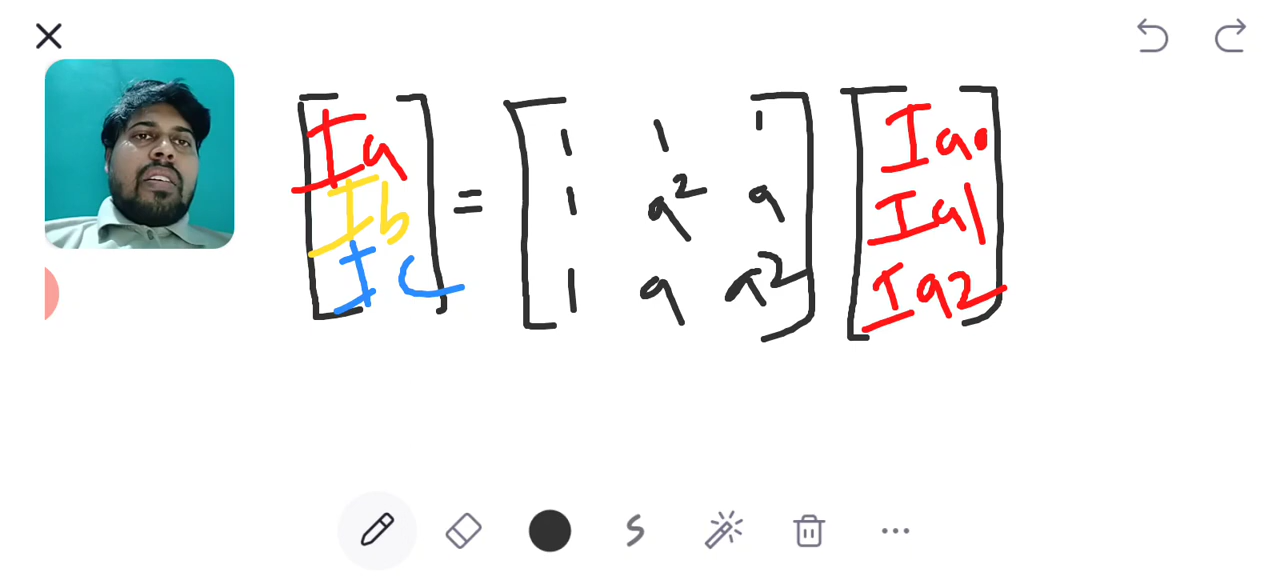 [Ia] = [1 1 1] [Ia0]
[Ib] [1 a² a] [Ia1]
[Ic] [1 a a²] [Ia2]